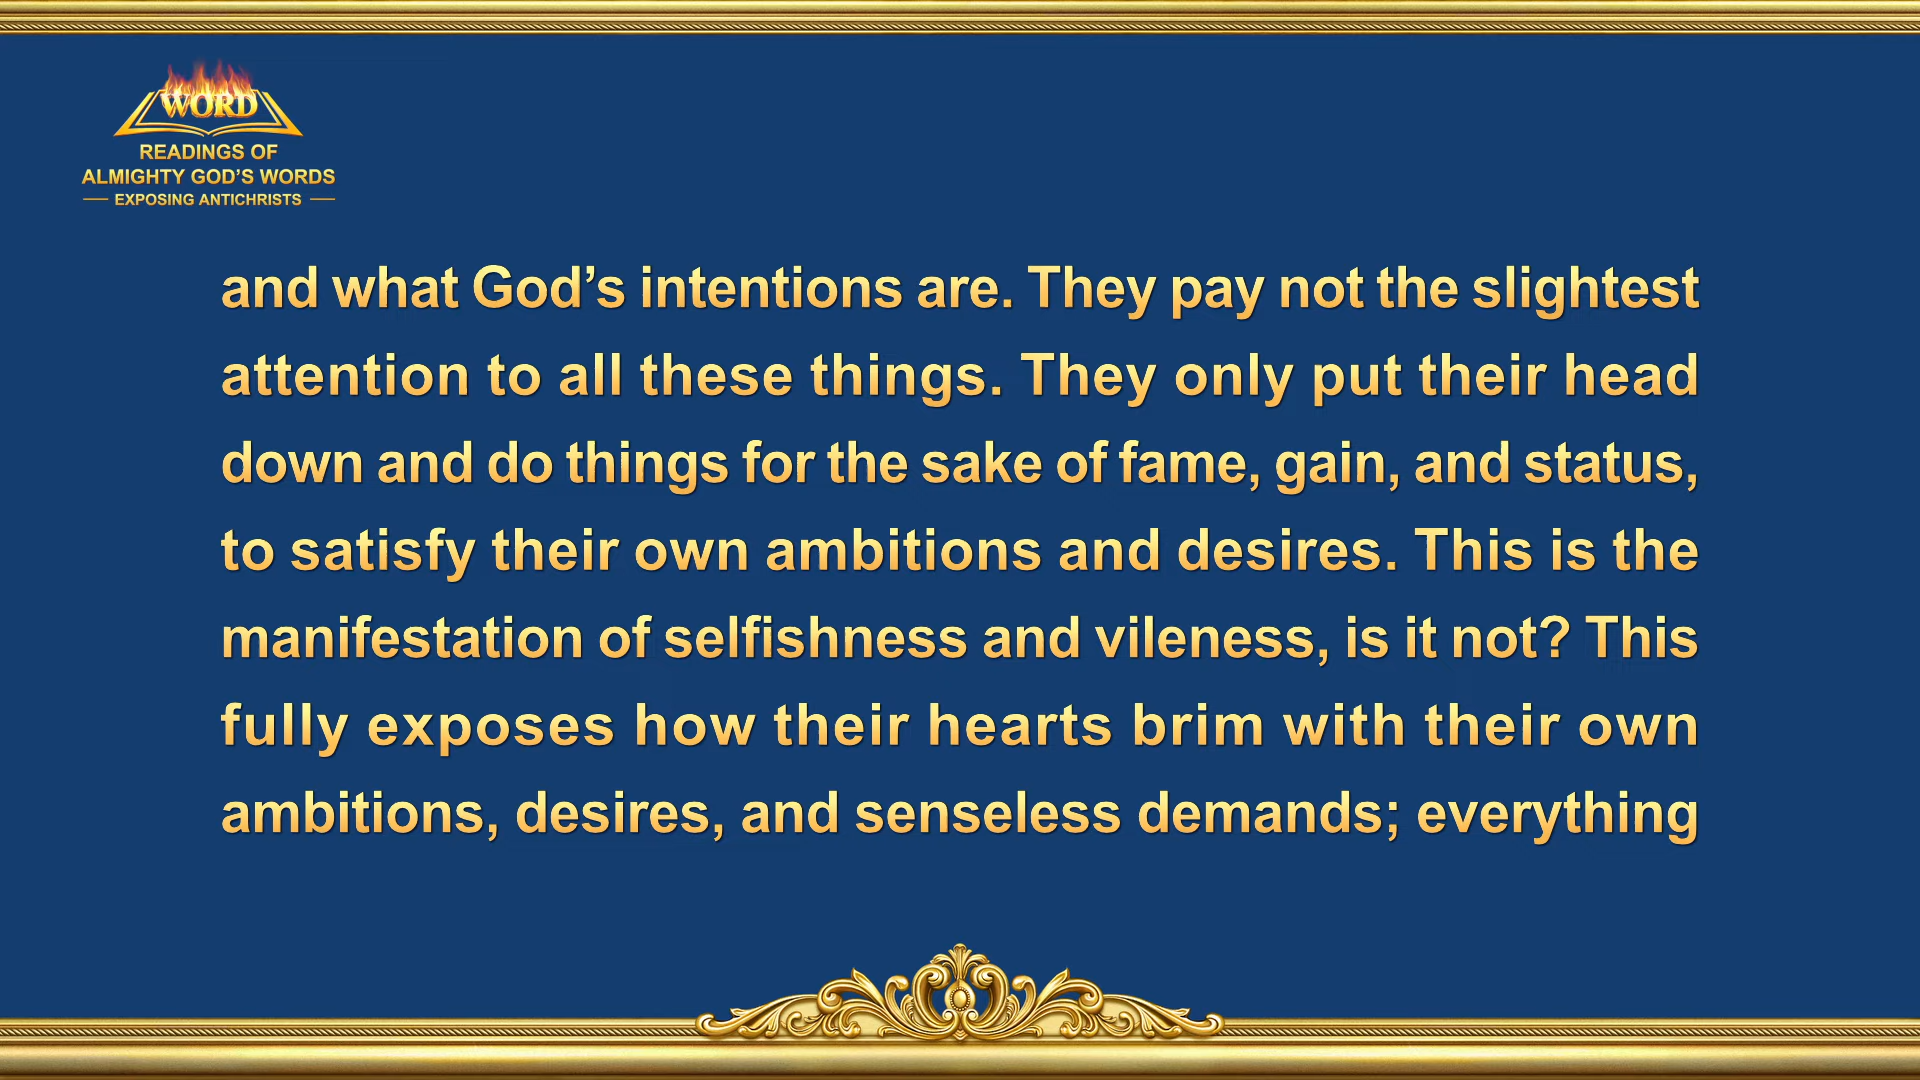 WORD
READINGS OF
ALMIGHTY GOD’S WORDS
EXPOSING ANTICHRISTS
and what God’s intentions are. They pay not the slightest
attention to all these things. They only put their head
down and do things for the sake of fame, gain, and status,
to satisfy their own ambitions and desires. This is the
manifestation of selfishness and vileness, is it not? This
fully exposes how their hearts brim with their own
ambitions, desires, and senseless demands; everything